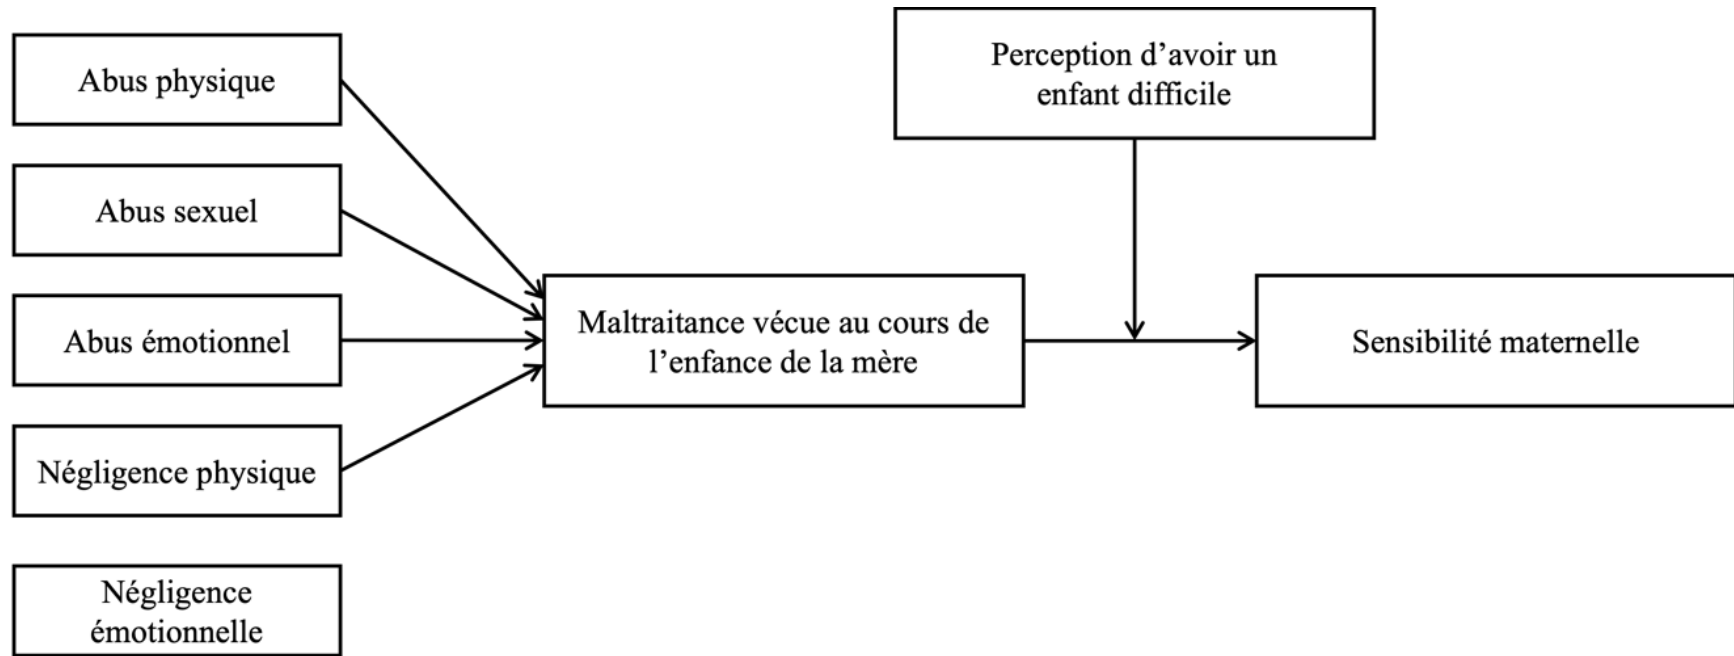 Abus physique
Abus sexuel
Abus émotionnel
Négligence physique
Négligence
émotionnelle
Maltraitance vécue au cours de
l’enfance de la mère
Perception d’avoir un
enfant difficile
Sensibilité maternelle